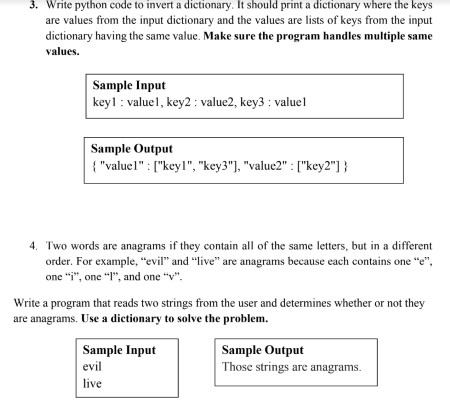 3. Write python code to invert a dictionary. It should print a dictionary where the keys
are values from the input dictionary and the values are lists of keys from the input
dictionary having the same value. Make sure the program handles multiple same
values.
Sample Input
key1 : value1, key2 : value2, key3 : value1
Sample Output
{ "value1" : ["key1", "key3"], "value2" : ["key2"] }
4. Two words are anagrams if they contain all of the same letters, but in a different
order. For example, “evil” and “live” are anagrams because each contains one “e”,
one “i”, one “l”, and one “v”.
Write a program that reads two strings from the user and determines whether or not they
are anagrams. Use a dictionary to solve the problem.
Sample Input
evil
live
Sample Output
Those strings are anagrams.